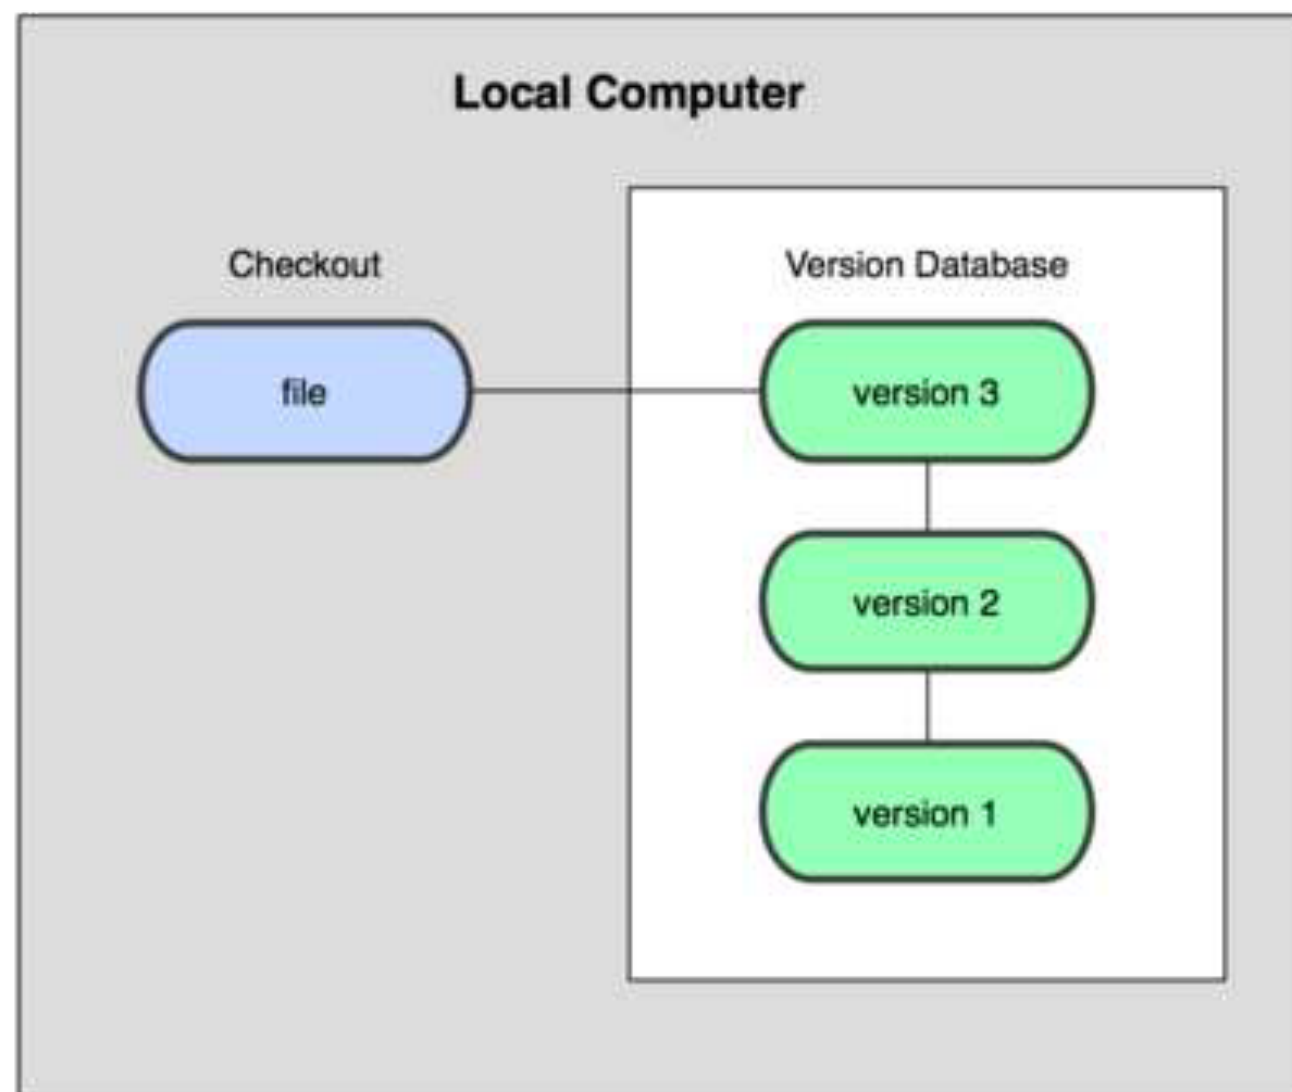 Local Computer
Checkout
Version Database
file
version 3
version 2
version 1